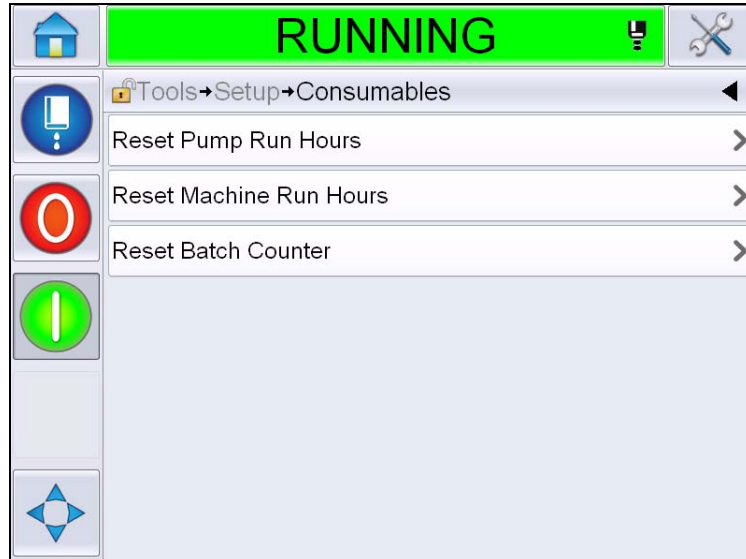 RUNNING
Tools→Setup→Consumables
Reset Pump Run Hours
Reset Machine Run Hours
Reset Batch Counter